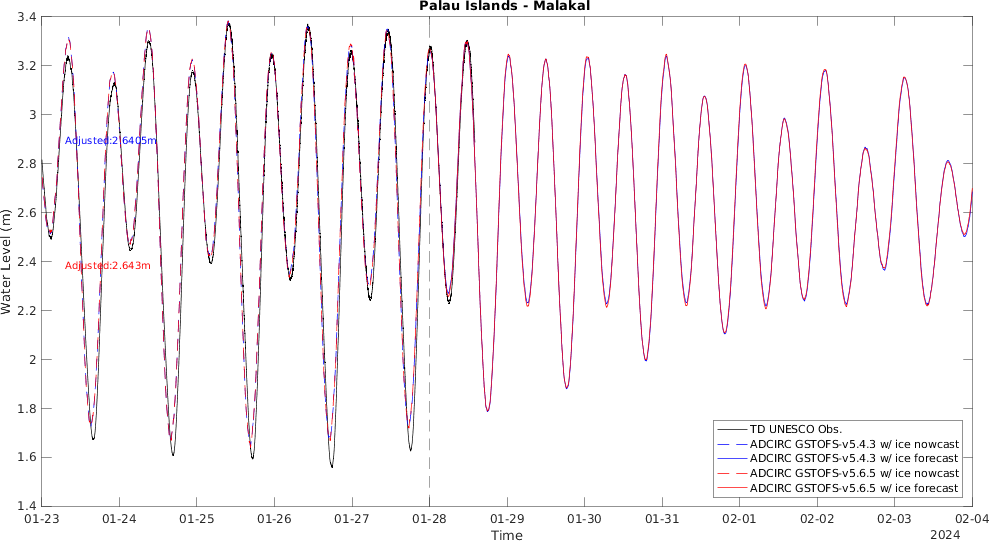 Palau Islands - Malakal
3.4
3.2
3
2.8
2.6
2.4
2.2
2
1.8
1.6
1.4
Water Level (m)
Adjusted:2.6405m
Adjusted:2.643m
TD UNESCO Obs.
ADCIRC GSTOFS-v5.4.3 w/ ice nowcast
ADCIRC GSTOFS-v5.4.3 w/ ice forecast
ADCIRC GSTOFS-v5.6.5 w/ ice nowcast
ADCIRC GSTOFS-v5.6.5 w/ ice forecast
01-23 01-24 01-25 01-26 01-27 01-28 01-29 01-30 01-31 02-01 02-02 02-03 02-04
Time
2024